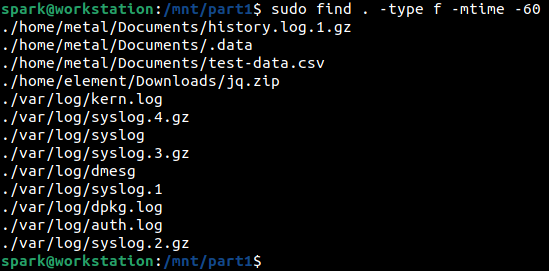 spark@workstation:/mnt/part1$ sudo find . -type f -mtime -60
./home/metal/Documents/history.log.1.gz
./home/metal/Documents/.data
./home/metal/Documents/test-data.csv
./home/element/Downloads/jq.zip
./var/log/kern.log
./var/log/syslog.4.gz
./var/log/syslog
./var/log/syslog.3.gz
./var/log/dmesg
./var/log/syslog.1
./var/log/dpkg.log
./var/log/auth.log
./var/log/syslog.2.gz
spark@workstation:/mnt/part1$